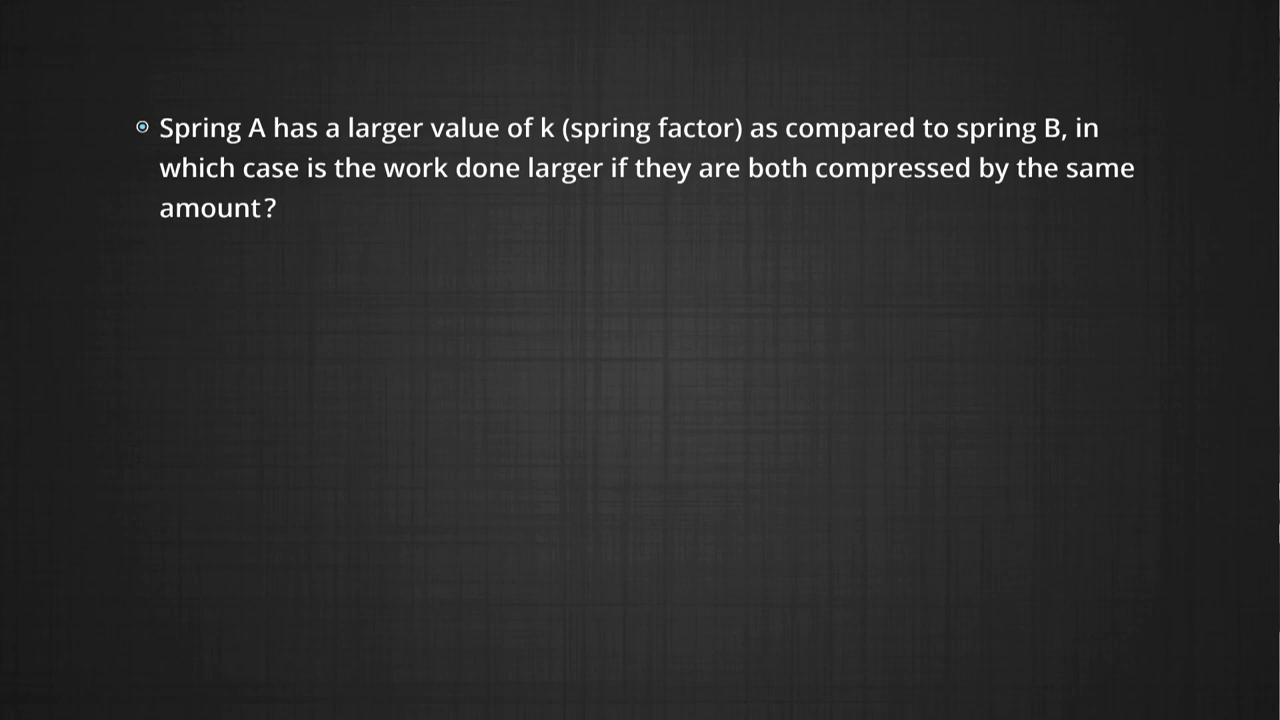 Spring A has a larger value of k (spring factor) as compared to spring B, in
which case is the work done larger if they are both compressed by the same
amount?